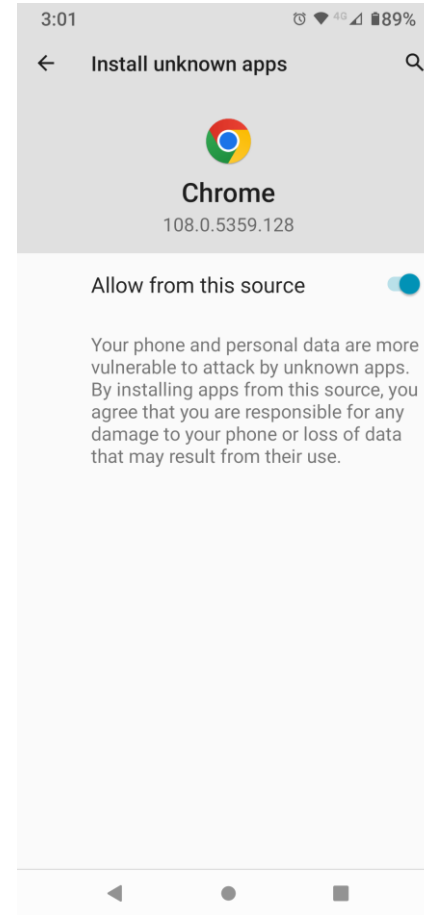 3:01 4G 89%
Install unknown apps
Chrome
108.0.5359.128
Allow from this source
Your phone and personal data are more
vulnerable to attack by unknown apps.
By installing apps from this source, you
agree that you are responsible for any
damage to your phone or loss of data
that may result from their use.